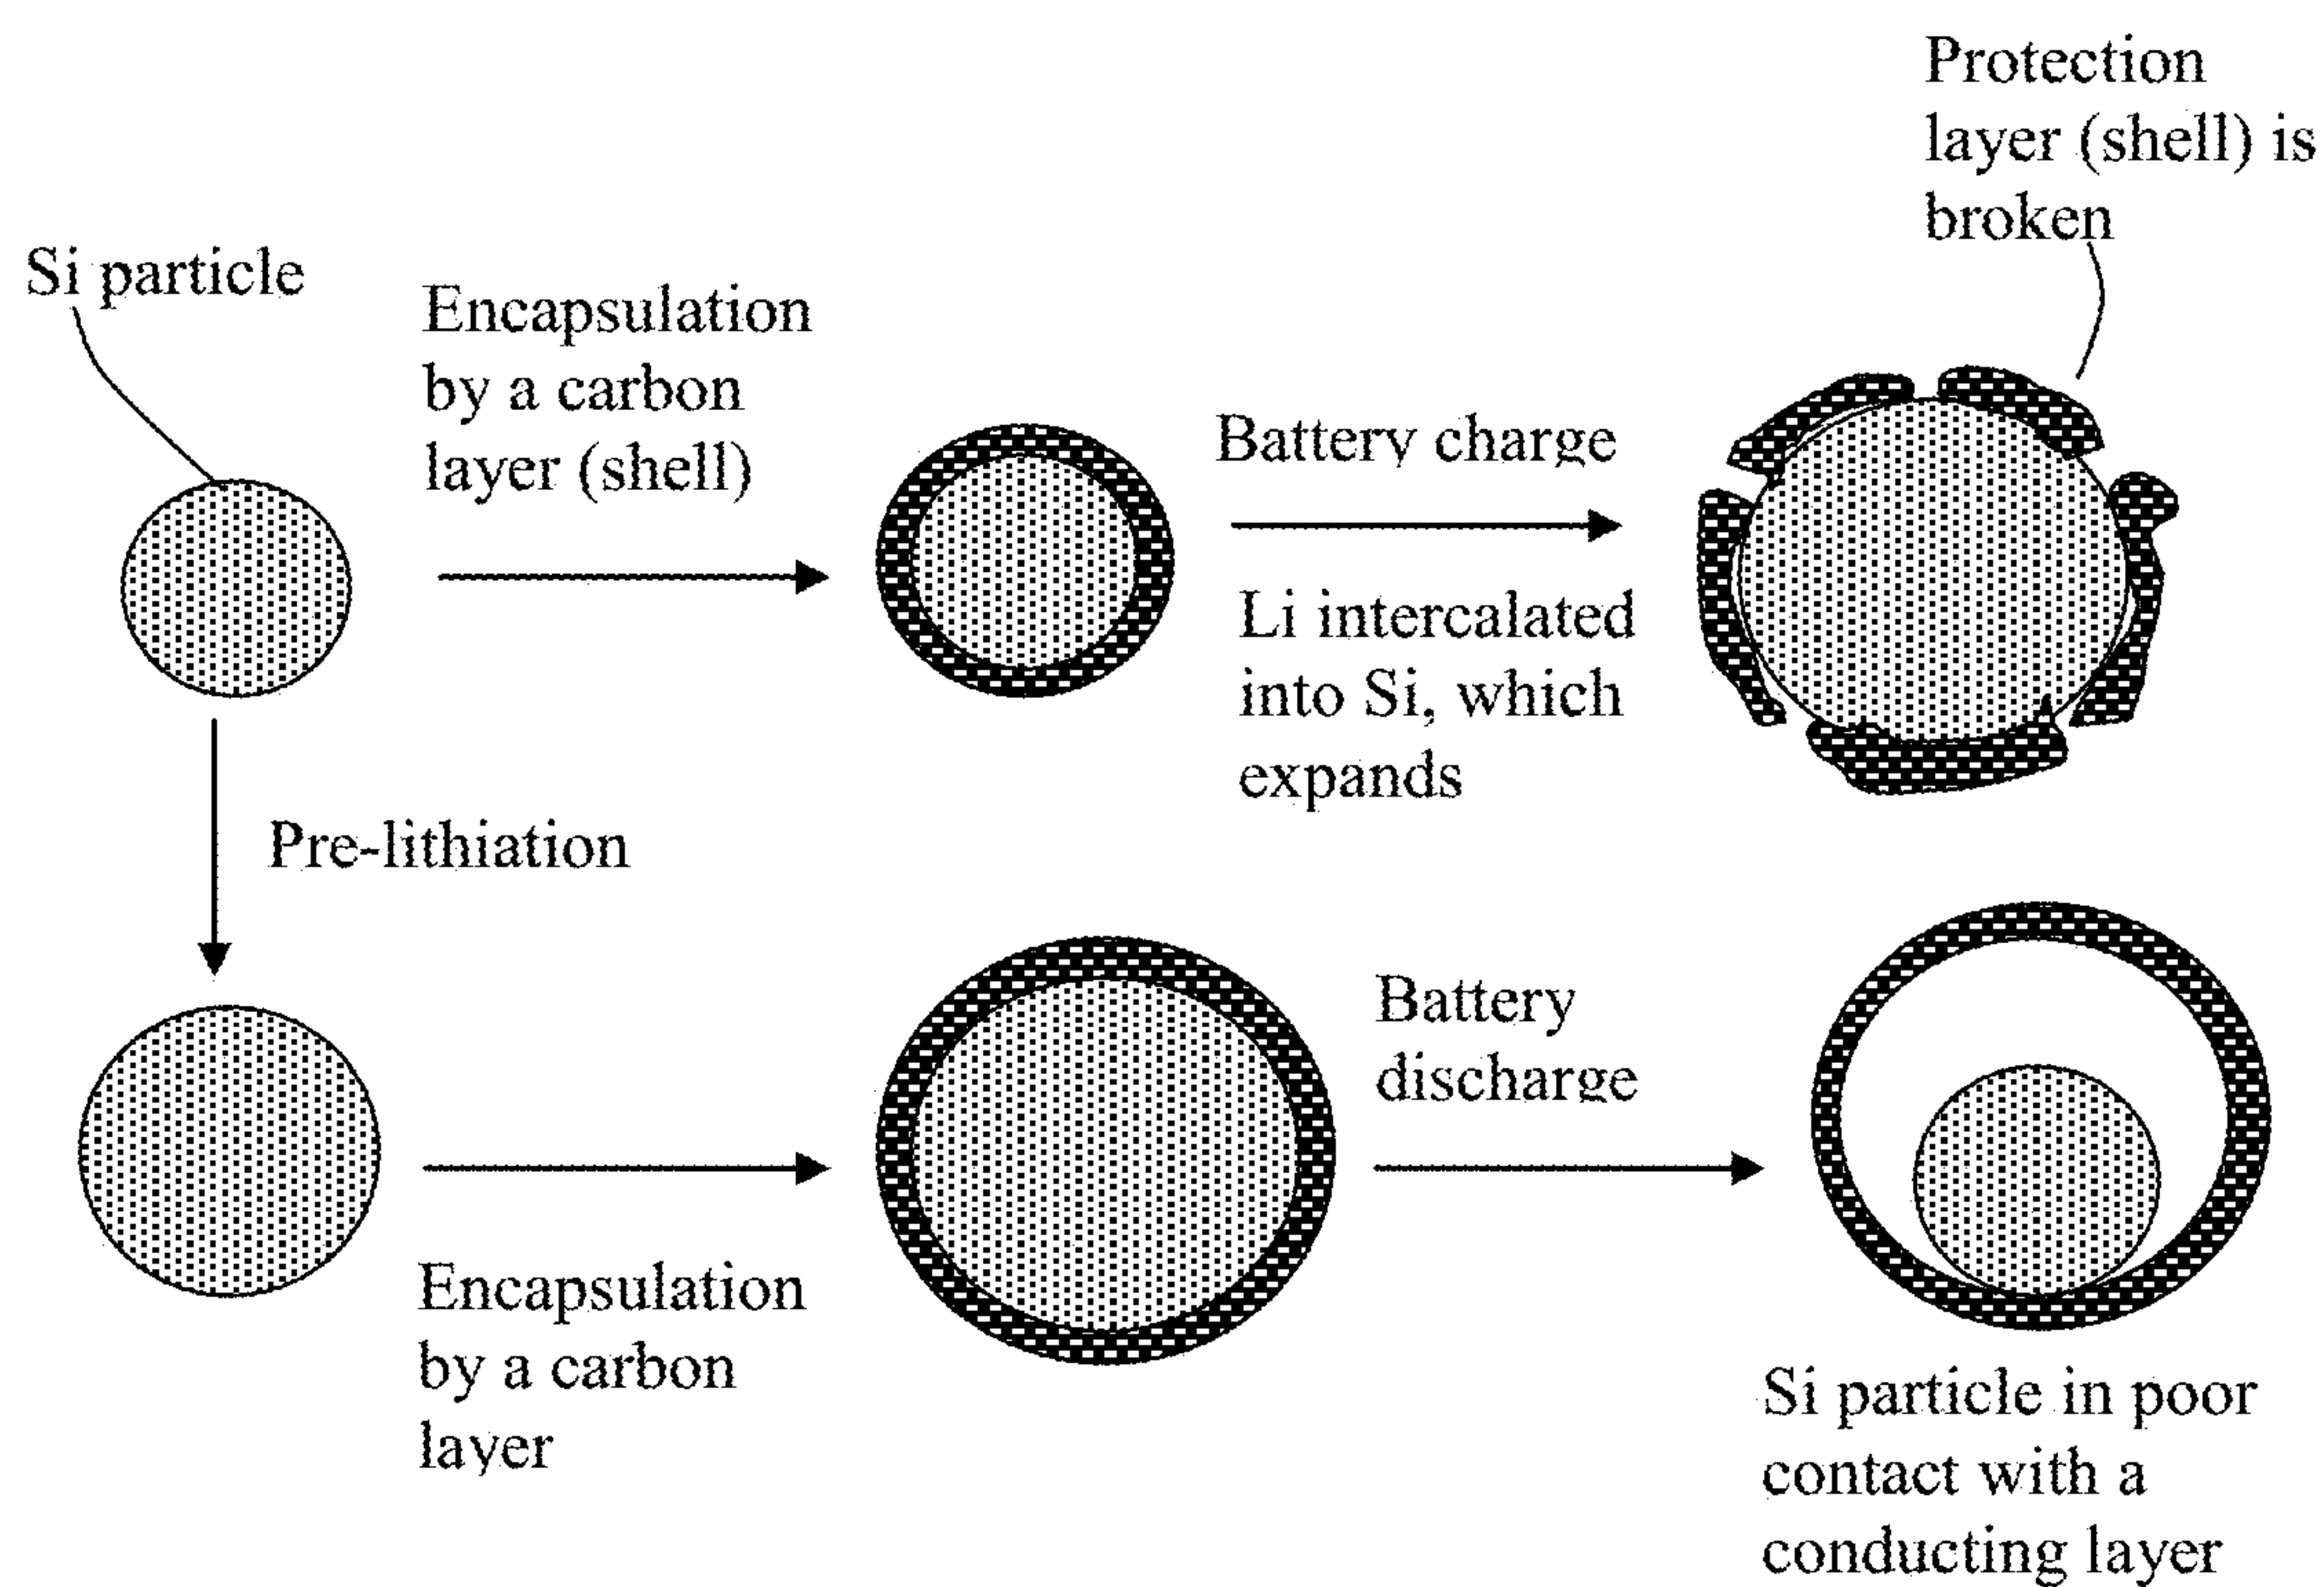 Protection
layer (shell) is
broken
Si particle
Encapsulation
by a carbon
layer (shell)
Battery charge
Li intercalated
into Si, which
expands
Pre-lithiation
Battery
discharge
Encapsulation
by a carbon
layer
Si particle in poor
contact with a
conducting layer